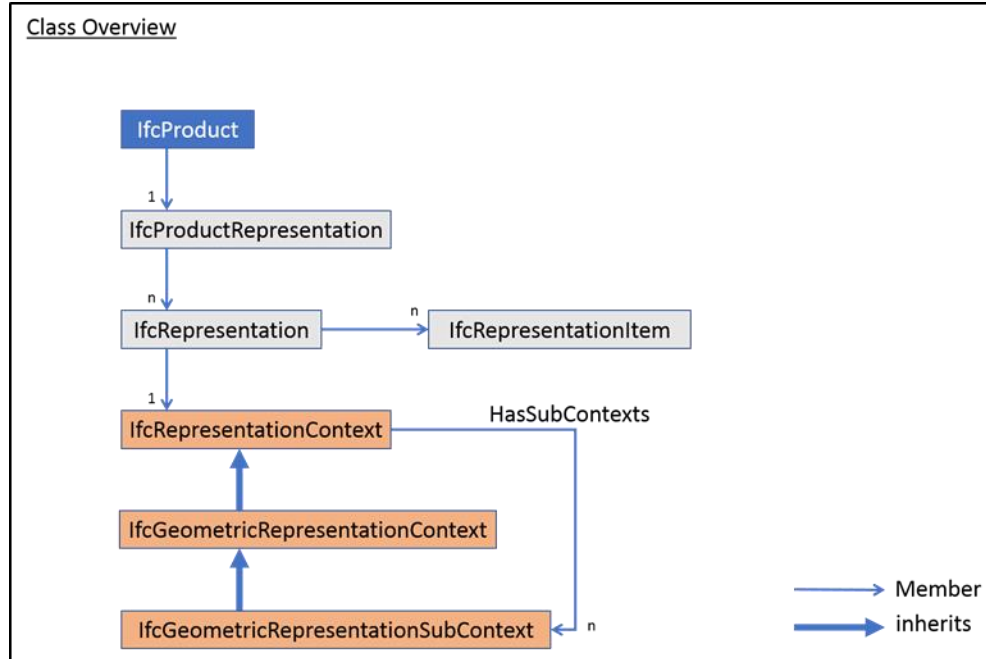 Class Overview
IfcProduct
1
IfcProductRepresentation
n
IfcRepresentation
n
IfcRepresentationItem
1
IfcRepresentationContext
HasSubContexts
IfcGeometricRepresentationContext
IfcGeometricRepresentationSubContext
n
Member
inherits